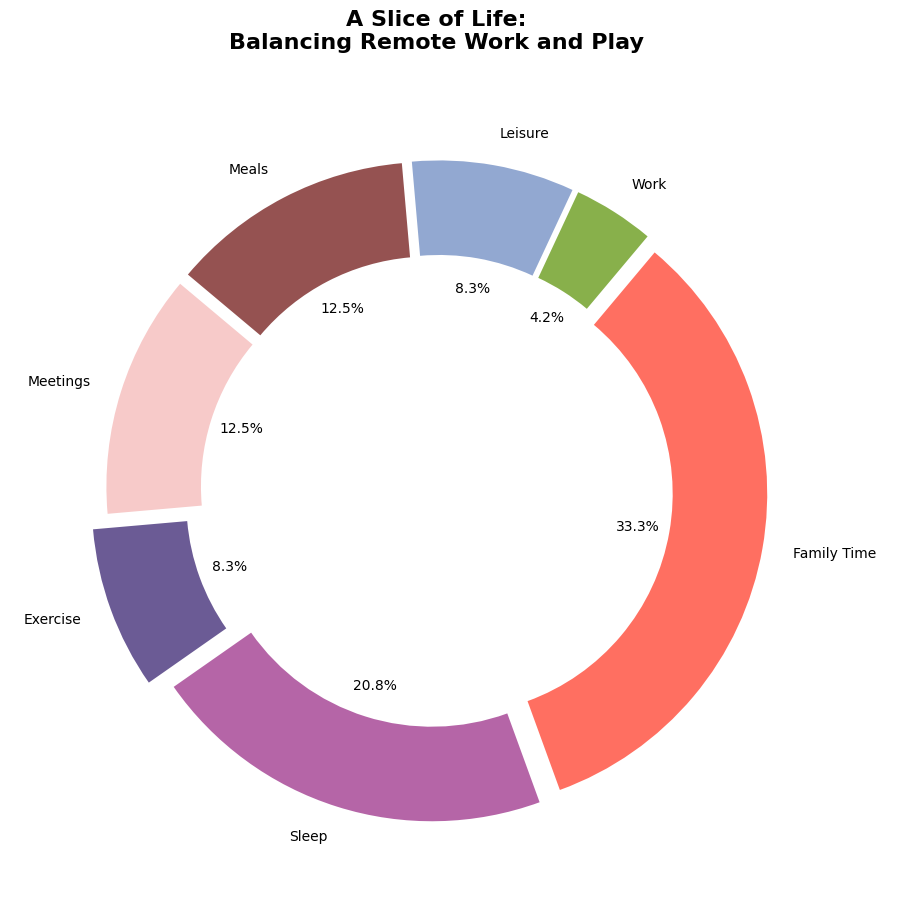 A Slice of Life:
Balancing Remote Work and Play
Leisure
Meals
Work
8.3%
12.5%
4.2%
Meetings
12.5%
33.3%
Family Time
8.3%
Exercise
20.8%
Sleep